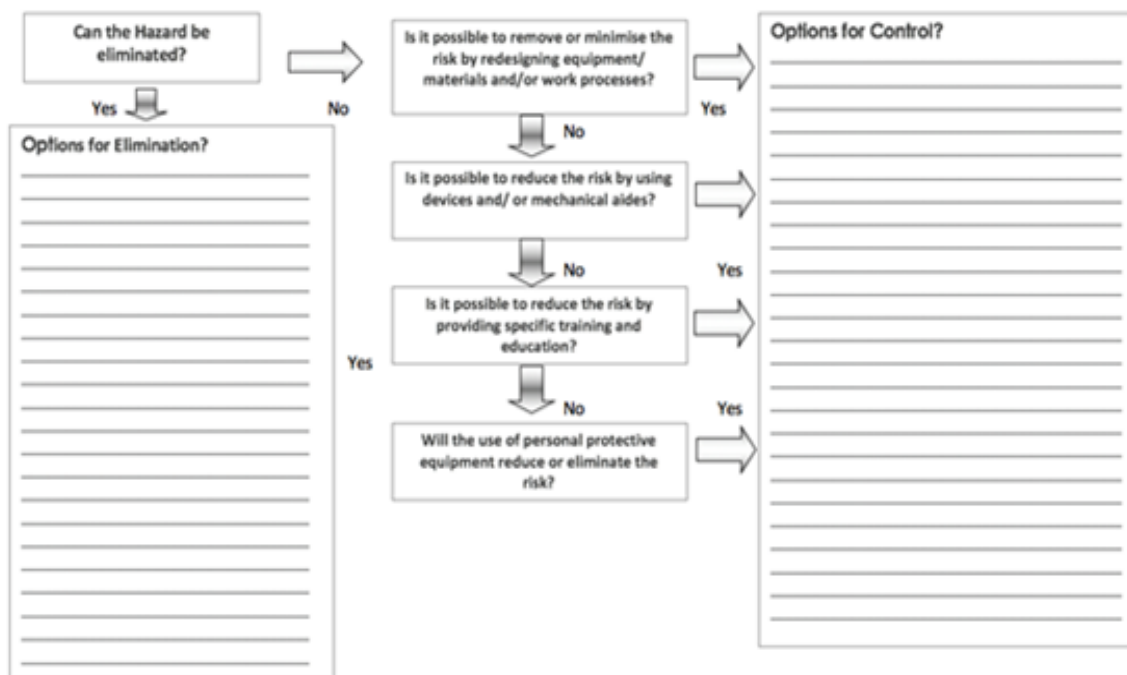 Can the Hazard be
eliminated?
Yes
No
Options for Elimination?
Is it possible to remove or minimise the
risk by redesigning equipment/
materials and/or work processes?
Yes
No
Is it possible to reduce the risk by using
devices and/ or mechanical aides?
No
Yes
Is it possible to reduce the risk by
providing specific training and
education?
Yes
No
Yes
Will the use of personal protective
equipment reduce or eliminate the
risk?
Options for Control?